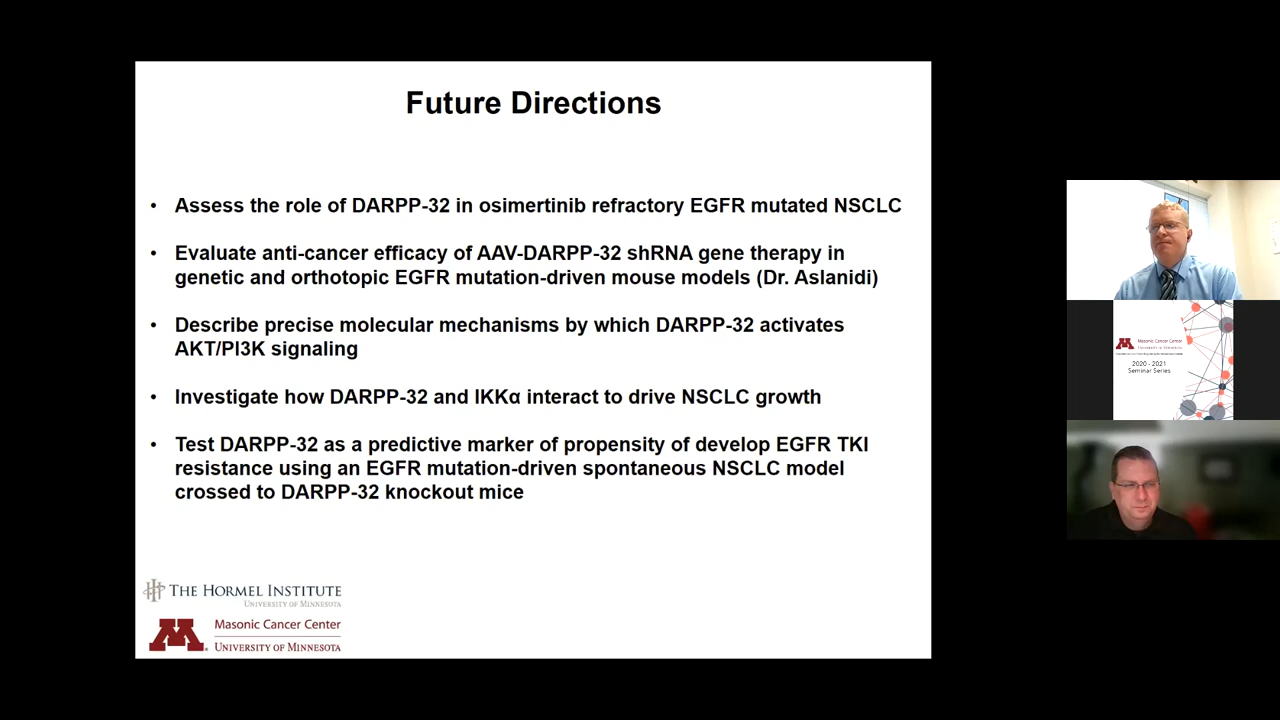 Future Directions
• Assess the role of DARPP-32 in osimertinib refractory EGFR mutated NSCLC
• Evaluate anti-cancer efficacy of AAV-DARPP-32 shRNA gene therapy in
genetic and orthotopic EGFR mutation-driven mouse models (Dr. Aslanidi)
• Describe precise molecular mechanisms by which DARPP-32 activates
AKT/PI3K signaling
• Investigate how DARPP-32 and IKKα interact to drive NSCLC growth
• Test DARPP-32 as a predictive marker of propensity of develop EGFR TKI
resistance using an EGFR mutation-driven spontaneous NSCLC model
crossed to DARPP-32 knockout mice
THE HORMEL INSTITUTE
UNIVERSITY OF MINNESOTA
Masonic Cancer Center
UNIVERSITY OF MINNESOTA
Masonic Cancer Center
UNIVERSITY OF MINNESOTA
2020 - 2021
Seminar Series